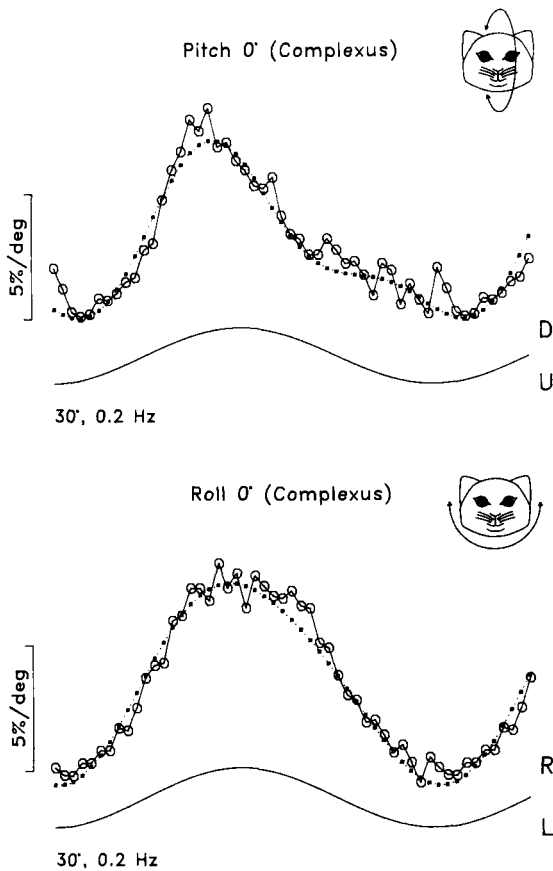 Pitch 0° (Complexus)
5%/deg
D
U
30°, 0.2 Hz
Roll 0° (Complexus)
5%/deg
R
L
30°, 0.2 Hz